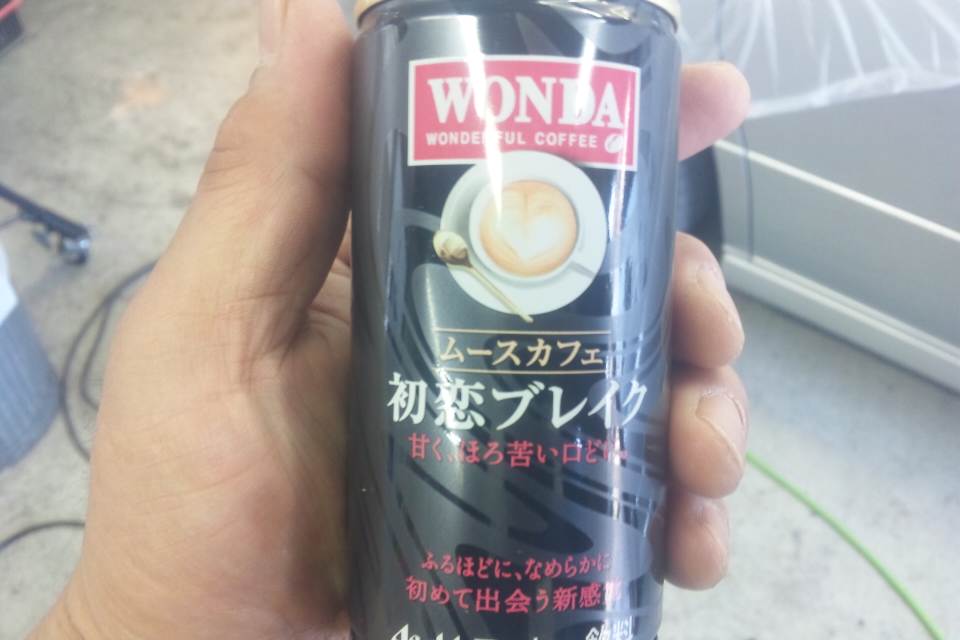 WONDA
WONDERFUL COFFEE
ムースカフェ
初恋ブレイク
甘く、ほろ苦い口どけ。
ふるほどに、なめらかに
初めて出会う新感